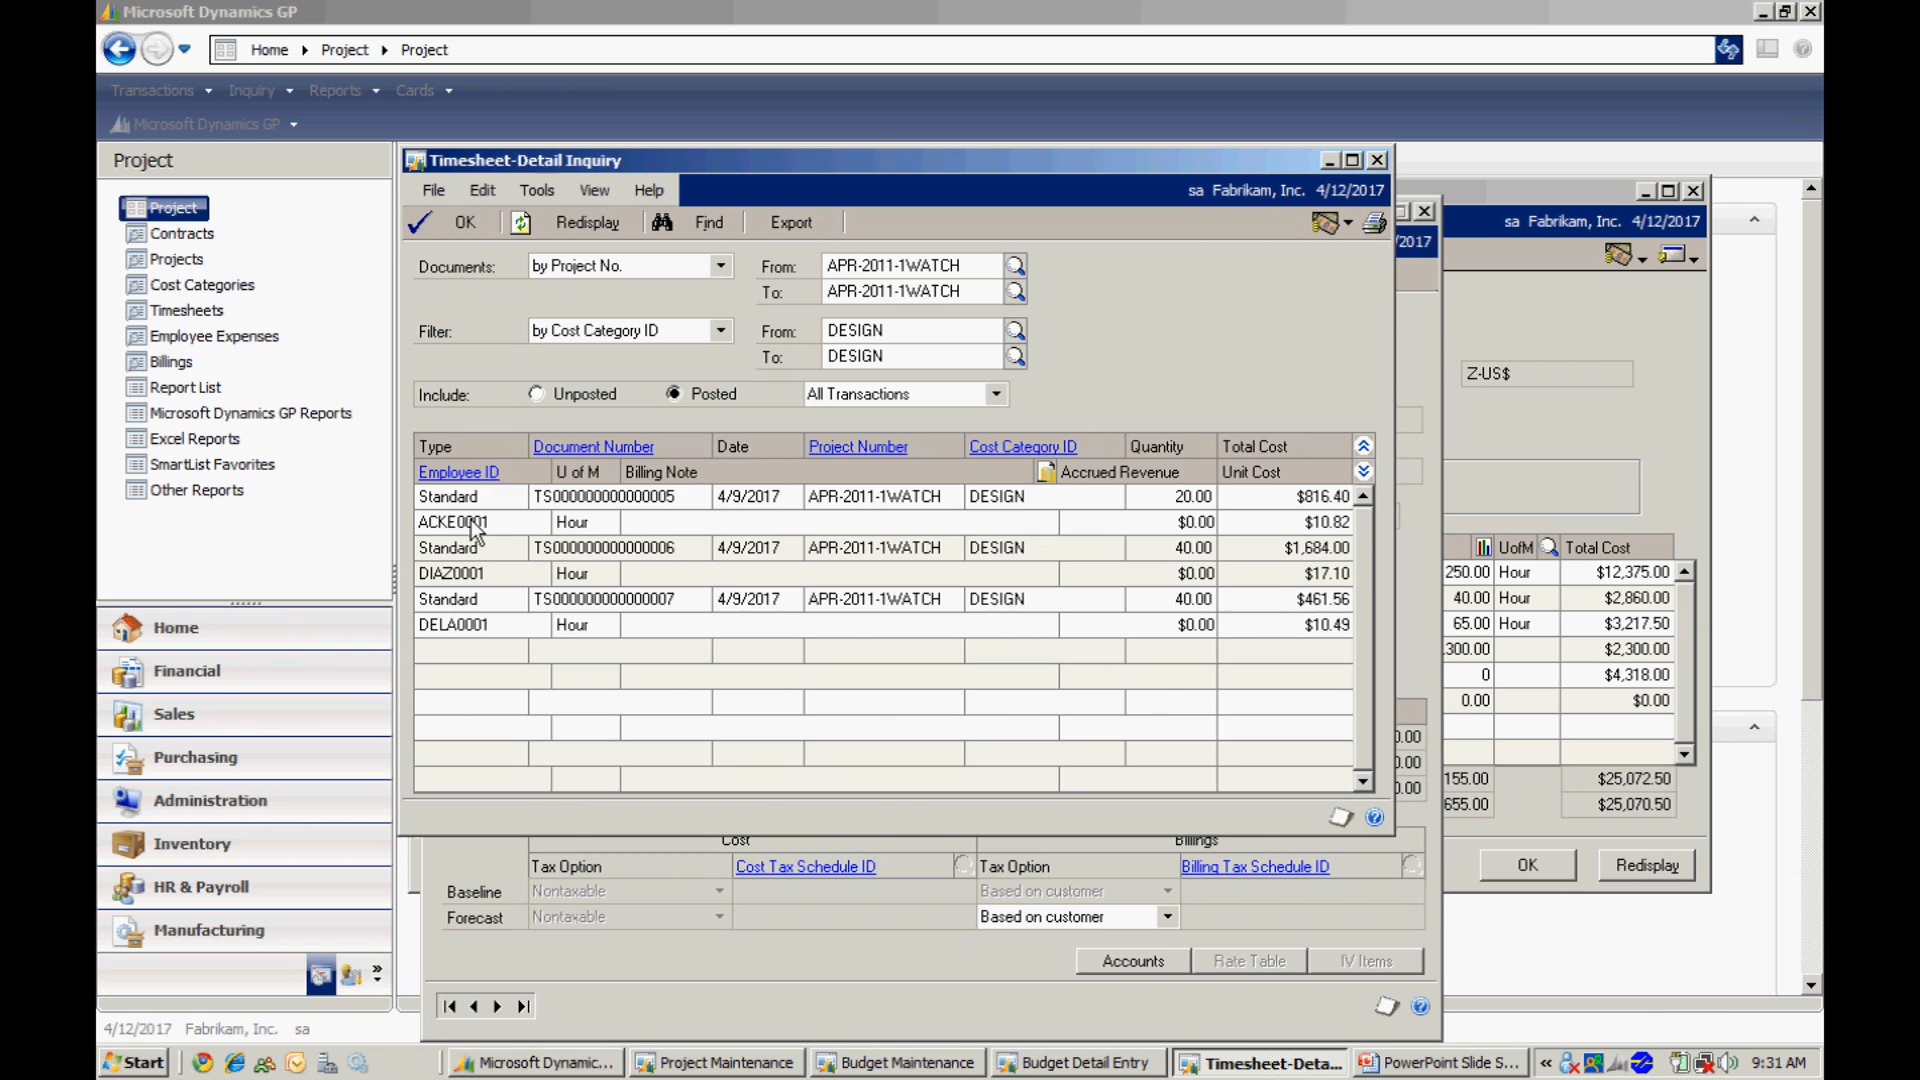 Microsoft Dynamics GP
Home Project Project
Transactions Inquiry Reports Cards
Microsoft Dynamics GP
Project
Project
Contracts
Projects
Cost Categories
Timesheets
Employee Expenses
Billings
Report List
Microsoft Dynamics GP Reports
Excel Reports
SmartList Favorites
Other Reports
Home
Financial
Sales
Purchasing
Administration
Inventory
HR & Payroll
Manufacturing
4/12/2017 Fabrikam, Inc. sa
Timesheet-Detail Inquiry
File Edit Tools View Help sa Fabrikam, Inc. 4/12/2017
OK Redisplay Find Export
Documents: by Project No. From: APR-2011-1WATCH
To: APR-2011-1WATCH
Filter: by Cost Category ID From: DESIGN
To: DESIGN
Include: Unposted Posted All Transactions
Type Document Number Date Project Number Cost Category ID Quantity Total Cost
Employee ID U of M Billing Note Accrued Revenue Unit Cost
Standard TS000000000000005 4/9/2017 APR-2011-1WATCH DESIGN 20.00 $816.40
ACKE0001 Hour $0.00 $10.82
Standard TS000000000000006 4/9/2017 APR-2011-1WATCH DESIGN 40.00 $1,684.00
DIAZ0001 Hour $0.00 $17.10
Standard TS000000000000007 4/9/2017 APR-2011-1WATCH DESIGN 40.00 $461.56
DELA0001 Hour $0.00 $10.49
/2017
0.00
0.00
0.00
sa Fabrikam, Inc. 4/12/2017
Z-US$
UofM Total Cost
250.00 Hour $12,375.00
40.00 Hour $2,860.00
65.00 Hour $3,217.50
.300.00 $2,300.00
0 $4,318.00
0.00 $0.00
155.00 $25,072.50
655.00 $25,070.50
OK Redisplay
Cost Billings
Tax Option Cost Tax Schedule ID Tax Option Billing Tax Schedule ID
Baseline Nontaxable Based on customer
Forecast Nontaxable Based on customer
Accounts Rate Table IV Items
Start Microsoft Dynamic... Project Maintenance Budget Maintenance Budget Detail Entry Timesheet-Deta... PowerPoint Slide S... 9:31 AM